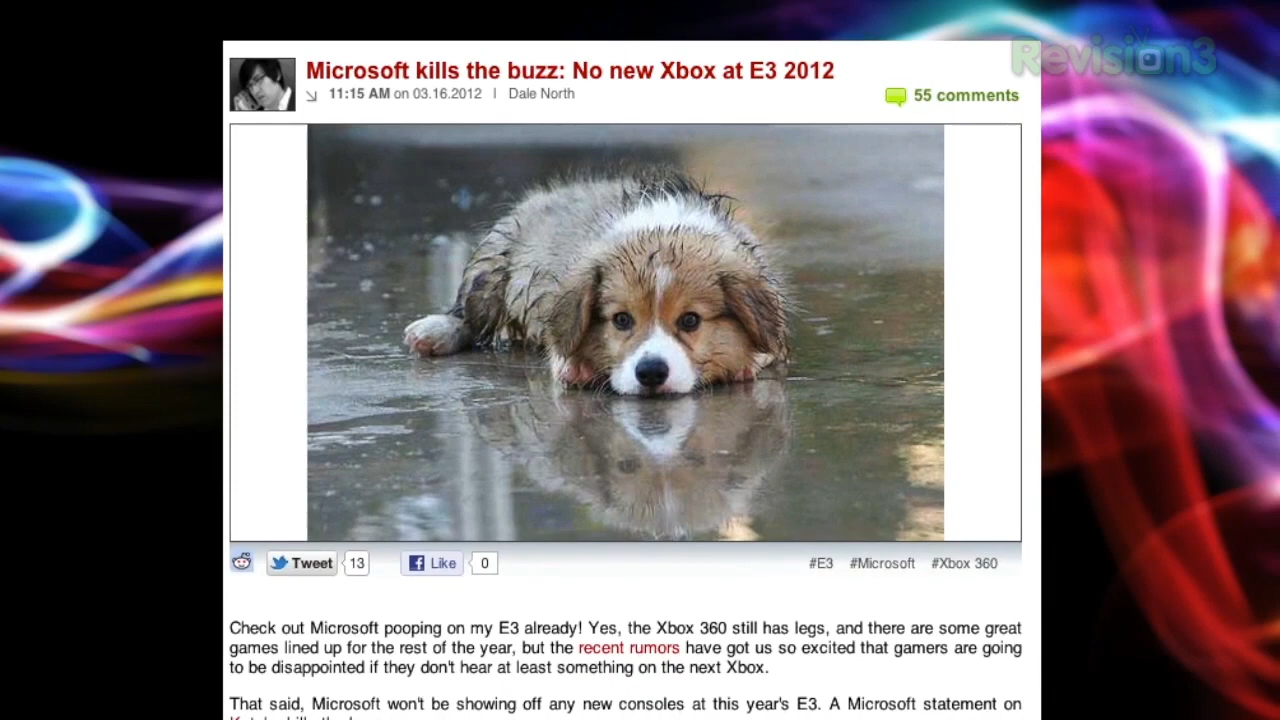 Revision3
Microsoft kills the buzz: No new Xbox at E3 2012
11:15 AM on 03.16.2012 | Dale North
55 comments
Tweet 13 Like 0 #E3 #Microsoft #Xbox 360
Check out Microsoft pooping on my E3 already! Yes, the Xbox 360 still has legs, and there are some great
games lined up for the rest of the year, but the recent rumors have got us so excited that gamers are going
to be disappointed if they don't hear at least something on the next Xbox.
That said, Microsoft won't be showing off any new consoles at this year's E3. A Microsoft statement on